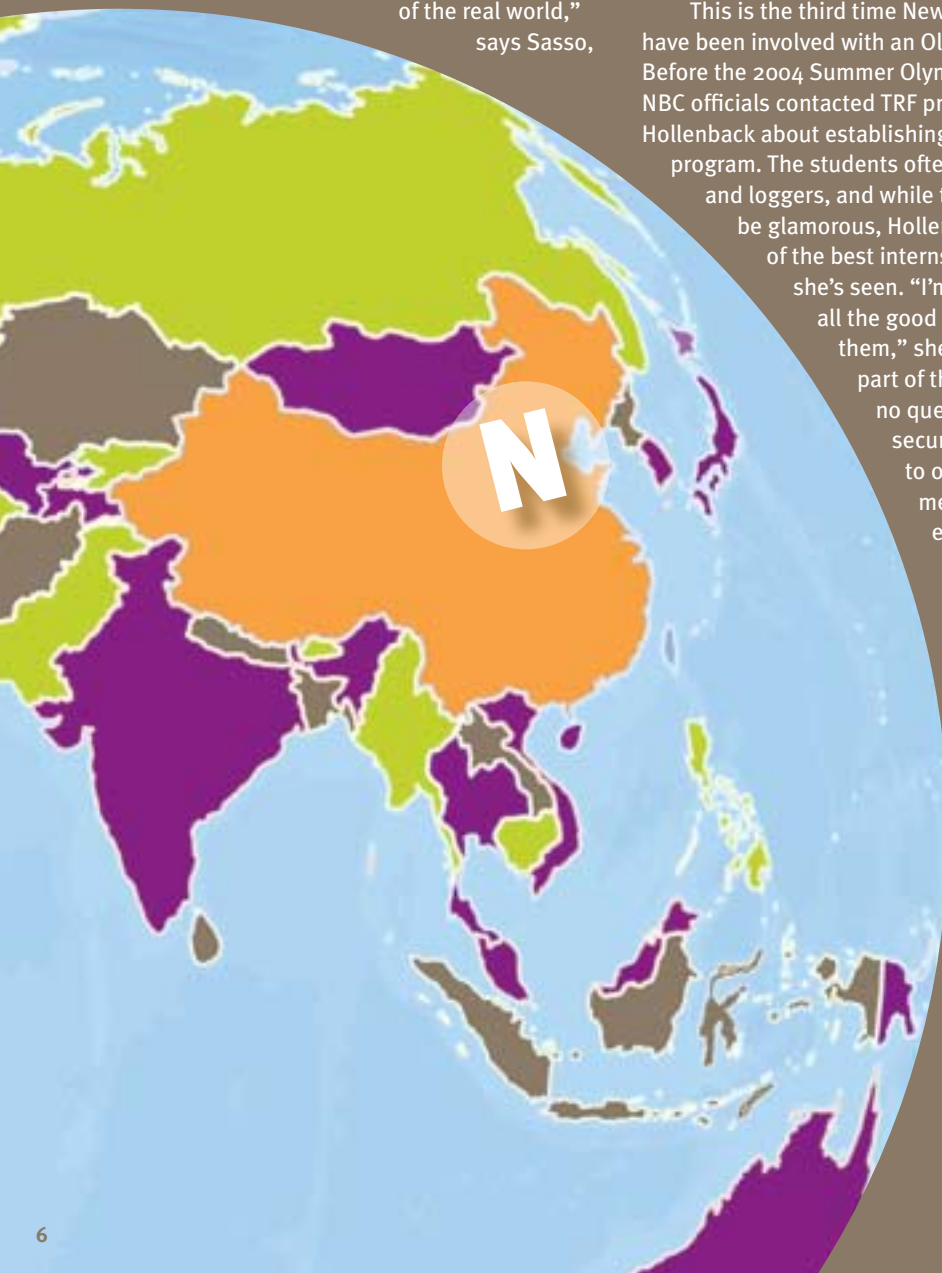 of the real world,”
says Sasso,
This is the third time New
have been involved with an Ol
Before the 2004 Summer Olym
NBC officials contacted TRF pr
Hollenback about establishing
program. The students ofte
and loggers, and while t
be glamorous, Hollen
of the best interns
she’s seen. “I’m
all the good
them,” she
part of th
no que
secur
to o
me
e
N
6